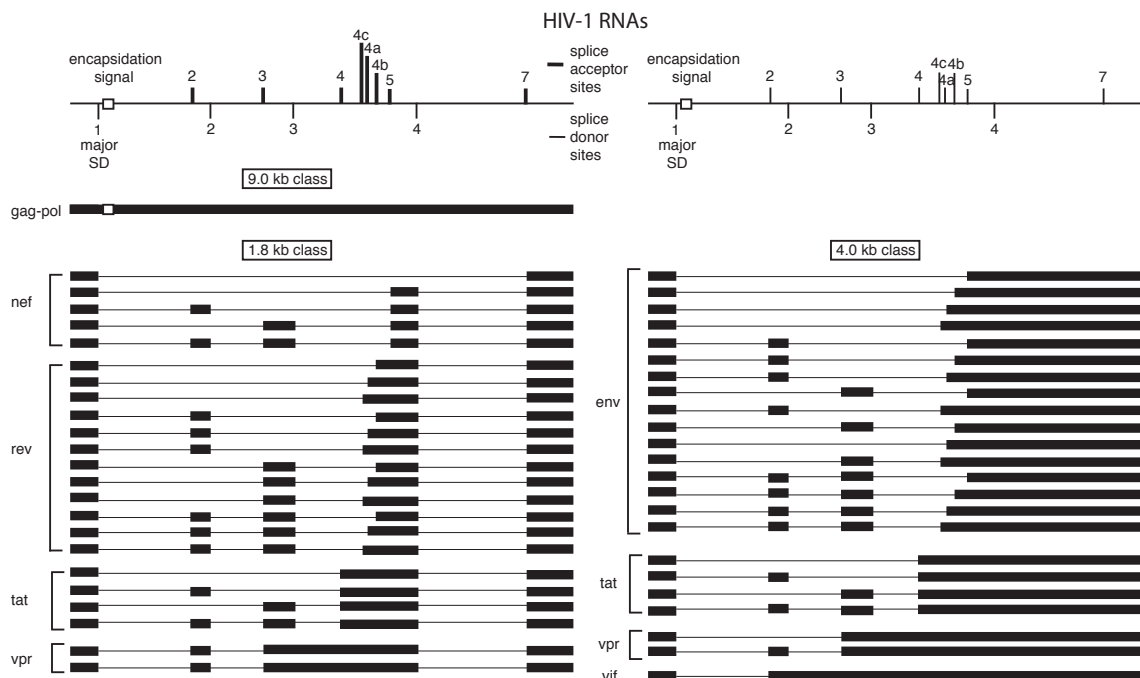 HIV-1 RNAs
encapsidation
signal
2
3
4
4c
4a
4b
5
7
1
major
SD
2
3
4
splice
acceptor
sites
splice
donor
sites
encapsidation
signal
2
3
4
4c
4a
4b
5
7
1
major
SD
2
3
4
9.0 kb class
gag-pol
1.8 kb class
nef
rev
tat
vpr
4.0 kb class
env
tat
vpr
vif